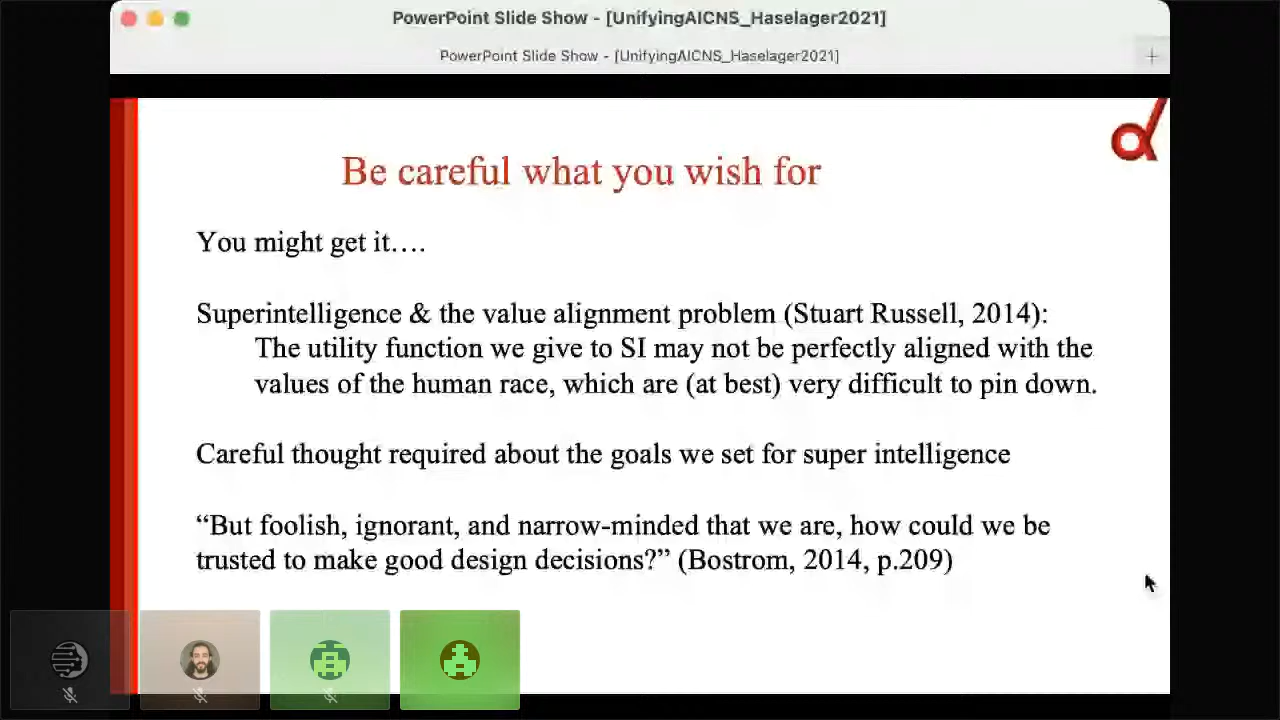 PowerPoint Slide Show - [UnifyingAICNS_Haselager2021]
PowerPoint Slide Show - [UnifyingAICNS_Haselager2021]
Be careful what you wish for
You might get it….
Superintelligence & the value alignment problem (Stuart Russell, 2014):
The utility function we give to SI may not be perfectly aligned with the
values of the human race, which are (at best) very difficult to pin down.
Careful thought required about the goals we set for super intelligence
“But foolish, ignorant, and narrow-minded that we are, how could we be
trusted to make good design decisions?” (Bostrom, 2014, p.209)